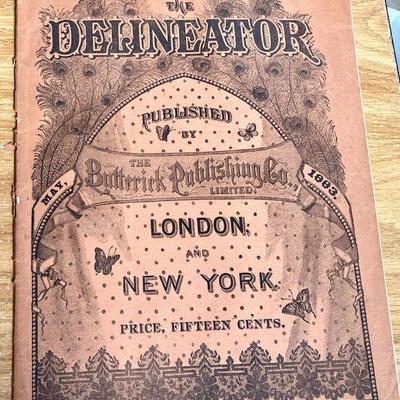 THE
DELINEATOR
PUBLISHED
BY
THE
Butterick Publishing Co.,
LIMITED.
MAY,
1883
LONDON,
AND
NEW YORK.
PRICE, FIFTEEN CENTS.